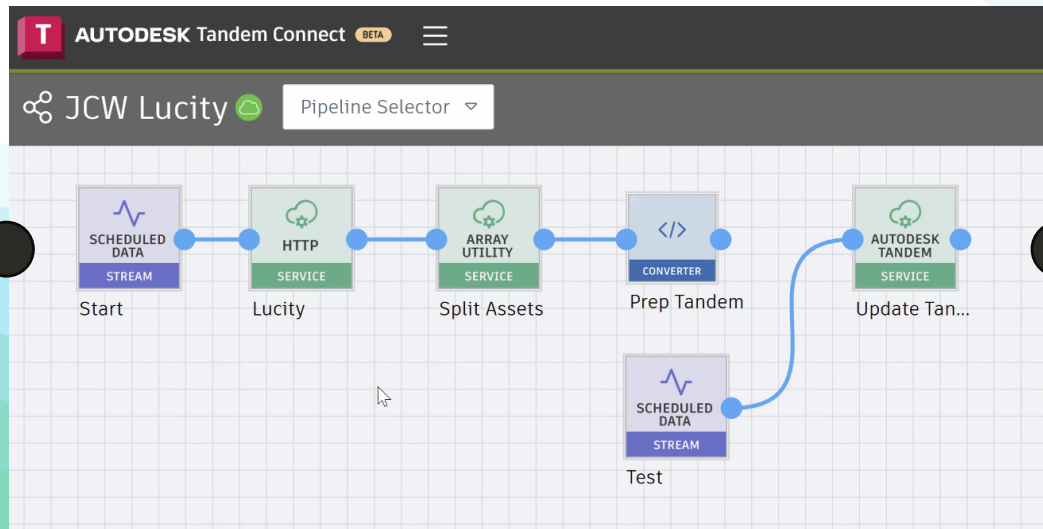 T AUTODESK Tandem Connect BETA
JCW Lucity
Pipeline Selector
SCHEDULED
DATA
STREAM
Start
HTTP
SERVICE
Lucity
ARRAY
UTILITY
SERVICE
Split Assets
</>
CONVERTER
Prep Tandem
AUTODESK
TANDEM
SERVICE
Update Tan...
SCHEDULED
DATA
STREAM
Test